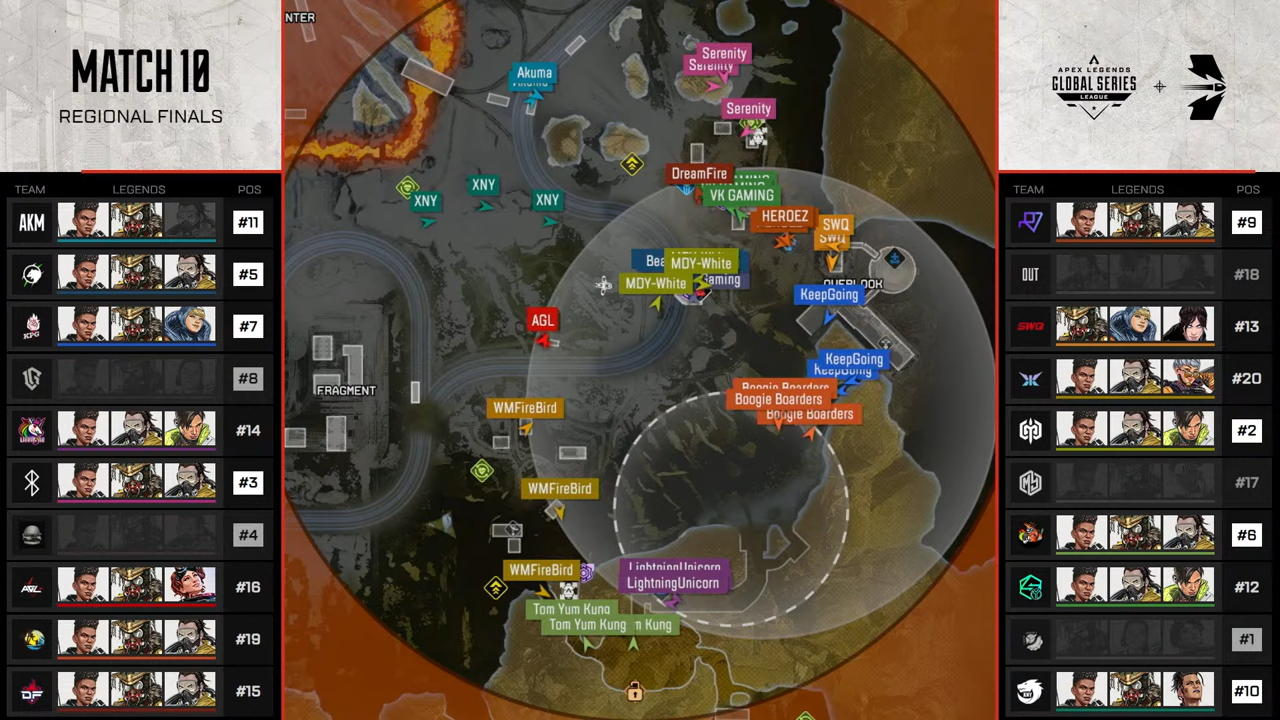 MATCH 10
REGIONAL FINALS
TEAM LEGENDS POS
AKM #11
#5
KPG #7
#8
#14
#3
#4
AGL #16
#19
DF #15
NTER
Akuma
Serenity
Serenity
Serenity
XNY
XNY
XNY
DreamFire
VK GAMING
HEROEZ
SWQ
SWQ
MDY-White
MDY-White
Gaming
OVERLOOK
KeepGoing
KeepGoing
KeepGoing
AGL
FRAGMENT
Boogie Boarders
Boogie Boarders
Boogie Boarders
WMFireBird
WMFireBird
WMFireBird
LightningUnicorn
LightningUnicorn
Tom Yum Kung
Tom Yum Kung
n Kung
APEX LEGENDS
GLOBAL SERIES
LEAGUE
TEAM LEGENDS POS
#9
OUT #18
SWQ #13
#20
#2
#17
#6
#12
#1
#10